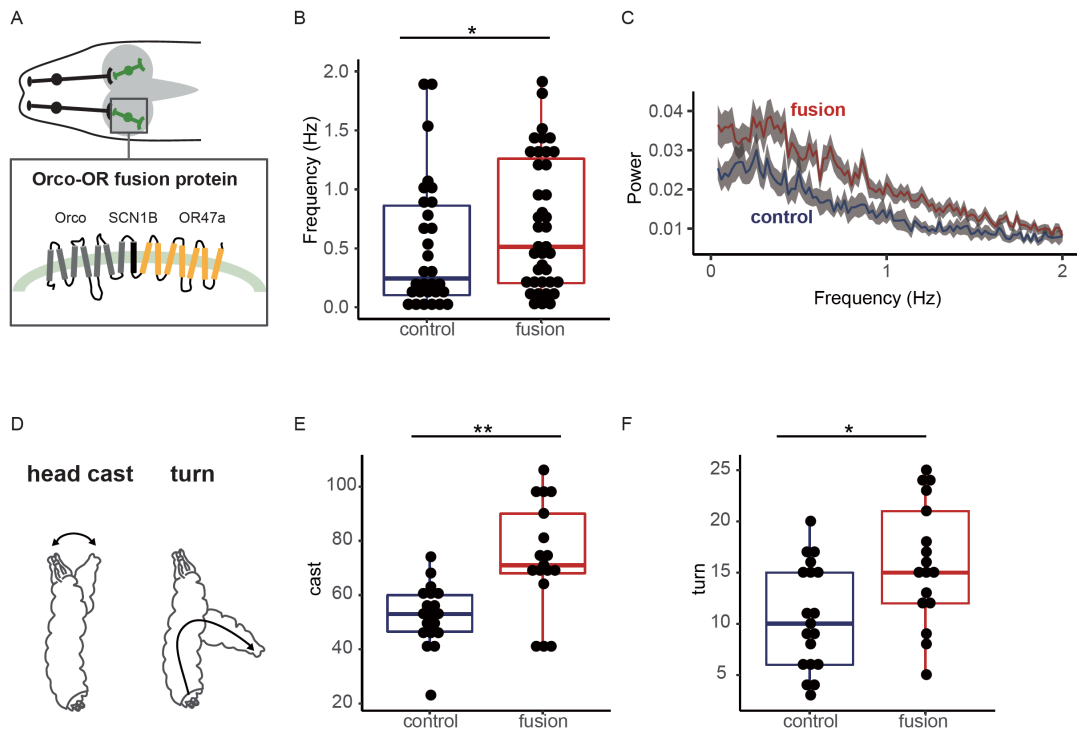 A
Orco-OR fusion protein
Orco SCN1B OR47a
B
*
Frequency (Hz)
2.0
1.5
1.0
0.5
0.0
control fusion
C
Power
0.04
0.03
0.02
0.01
fusion
control
0 1 2
Frequency (Hz)
D
head cast turn
E
**
cast
100
80
60
40
20
control fusion
F
*
turn
25
20
15
10
5
control fusion